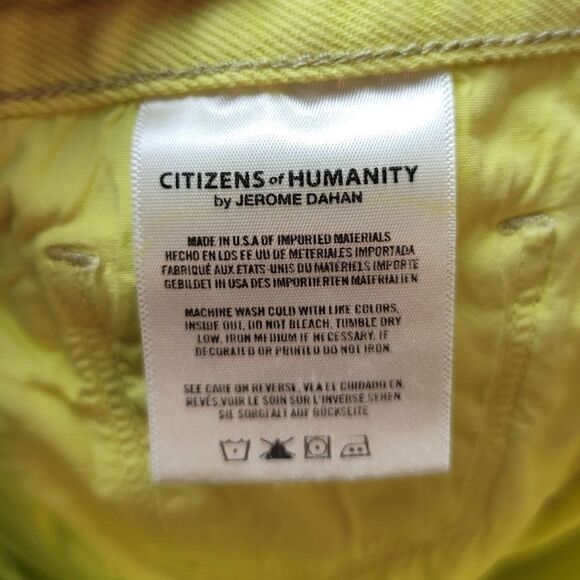 CITIZENS of HUMANITY
by JEROME DAHAN
MADE IN U.S.A OF IMPORTED MATERIALS
HECHO EN LOS EE.UU DE METERIALES IMPORTADA
FABRIQUÉ AUX ETATS-UNIS DU MATERIELS IMPORTE
GEBILDET IN USA DES IMPORTIERTEN MATERIALIEN
MACHINE WASH COLD WITH LIKE COLORS,
INSIDE OUT, DO NOT BLEACH, TUMBLE DRY
LOW, IRON MEDIUM IF NECESSARY. IF
DECORATED OR PRINTED DO NOT IRON.
SEE CARE ON REVERSE, VEA EL CUIDADO EN
REVÉS, VOIR LE SOIN SUR L'INVERSE, SEHEN
SIE SORGFALT AUF RÜCKSEITE